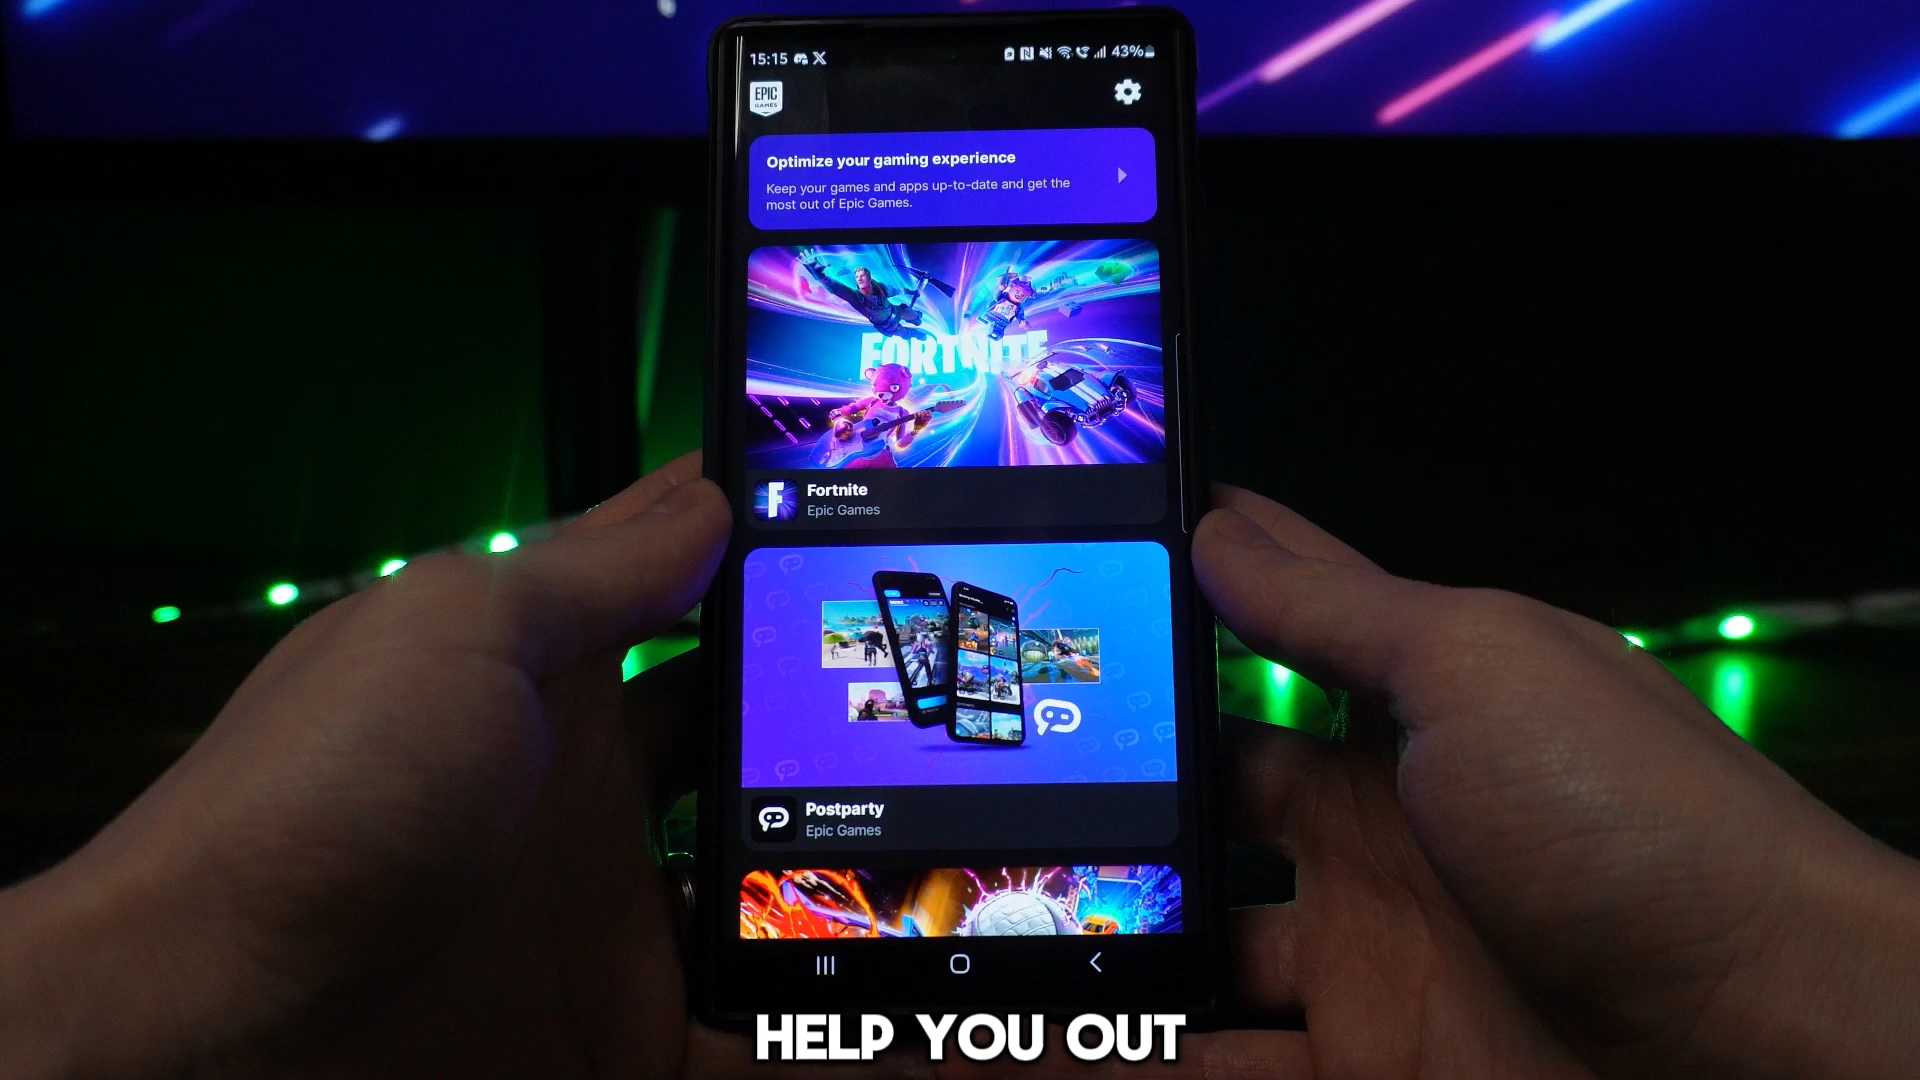 15:15
43%
EPIC
GAMES
Optimize your gaming experience
Keep your games and apps up-to-date and get the
most out of Epic Games.
FORTNITE
F
Fortnite
Epic Games
Postparty
Epic Games
HELP YOU OUT